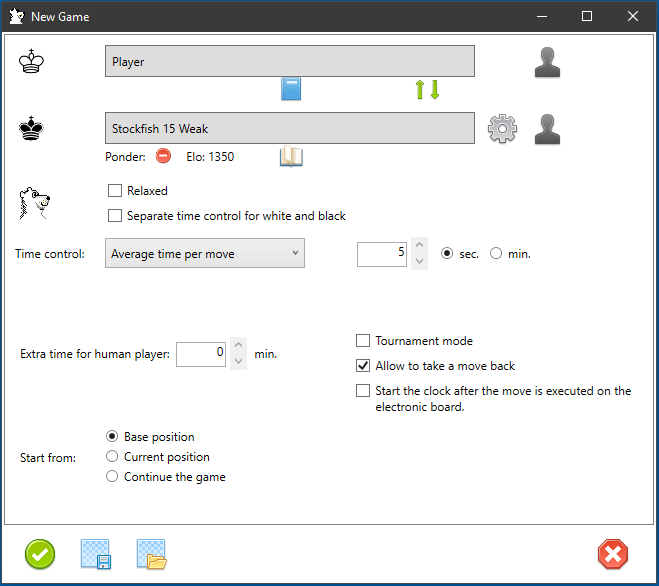 New Game
Player
Stockfish 15 Weak
Ponder: Elo: 1350
Relaxed
Separate time control for white and black
Time control: Average time per move 5 sec. min.
Extra time for human player: 0 min.
Tournament mode
Allow to take a move back
Start the clock after the move is executed on the
electronic board.
Start from:
Base position
Current position
Continue the game